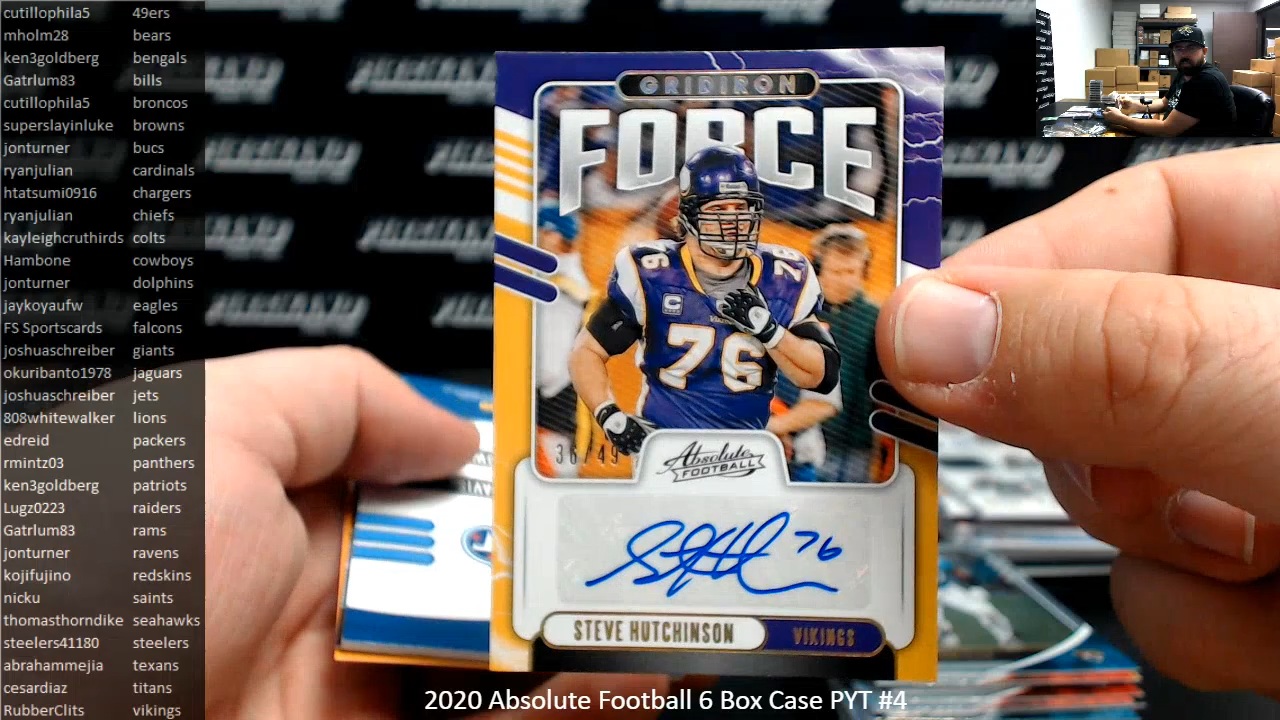 cutillophila5 49ers
mholm28 bears
ken3goldberg bengals
Gatrlum83 bills
cutillophila5 broncos
superslayinluke browns
jonturner bucs
ryanjulian cardinals
htatsumi0916 chargers
ryanjulian chiefs
kayleighcruthirds colts
Hambone cowboys
jonturner dolphins
jaykoyaufw eagles
FS Sportscards falcons
joshuaschreiber giants
okuribanto1978 jaguars
joshuaschreiber jets
808whitewalker lions
edreid packers
rmintz03 panthers
ken3goldberg patriots
Lugz0223 raiders
Gatrlum83 rams
jonturner ravens
kojifujino redskins
nicku saints
thomasthorndike seahawks
steelers41180 steelers
abrahammejia texans
cesardiaz titans
RubberClits vikings
GRIDIRON
FORCE
76
76
C
76
36/49
Absolute
FOOTBALL
76
STEVE HUTCHINSON
VIKINGS
2020 Absolute Football 6 Box Case PYT #4